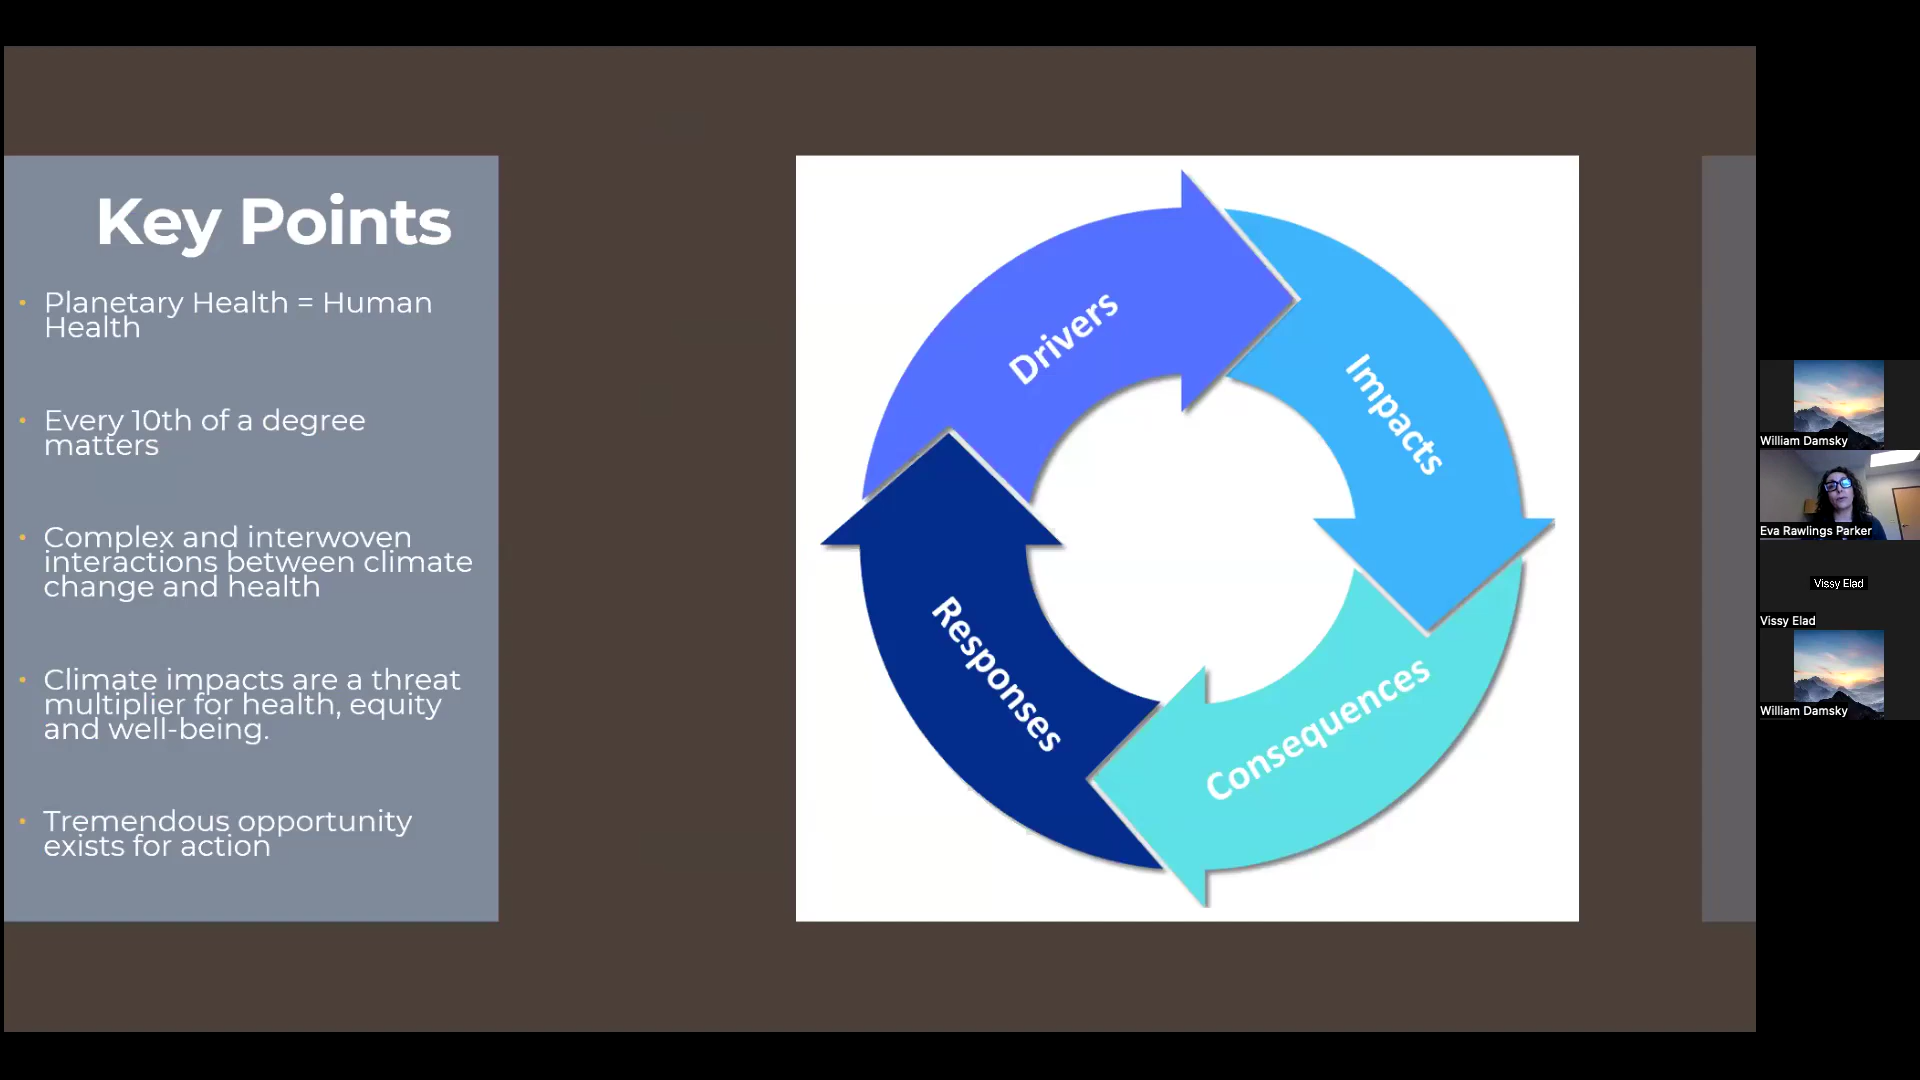 Key Points
• Planetary Health = Human
Health
• Every 10th of a degree
matters
• Complex and interwoven
interactions between climate
change and health
• Climate impacts are a threat
multiplier for health, equity
and well-being.
• Tremendous opportunity
exists for action
Drivers
Impacts
Consequences
Responses
William Damsky
Eva Rawlings Parker
Vissy Elad
Vissy Elad
William Damsky